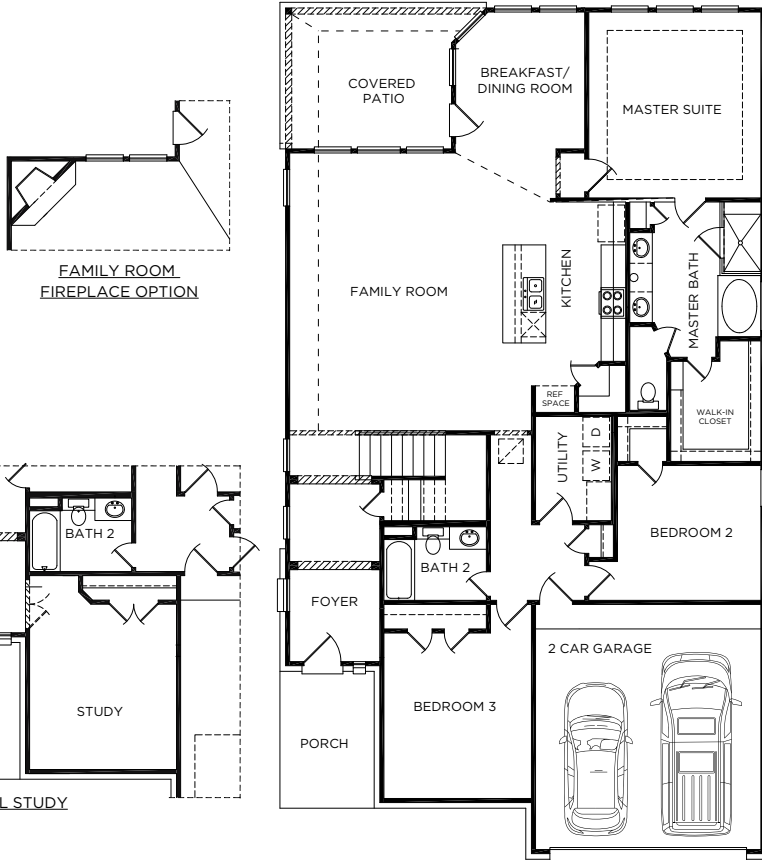 COVERED
PATIO
BREAKFAST/
DINING ROOM
MASTER SUITE
FAMILY ROOM
FIREPLACE OPTION
FAMILY ROOM
KITCHEN
MASTER BATH
REF
SPACE
WALK-IN
CLOSET
UTILITY
W D
BATH 2
BEDROOM 2
BATH 2
FOYER
STUDY
L STUDY
2 CAR GARAGE
BEDROOM 3
PORCH